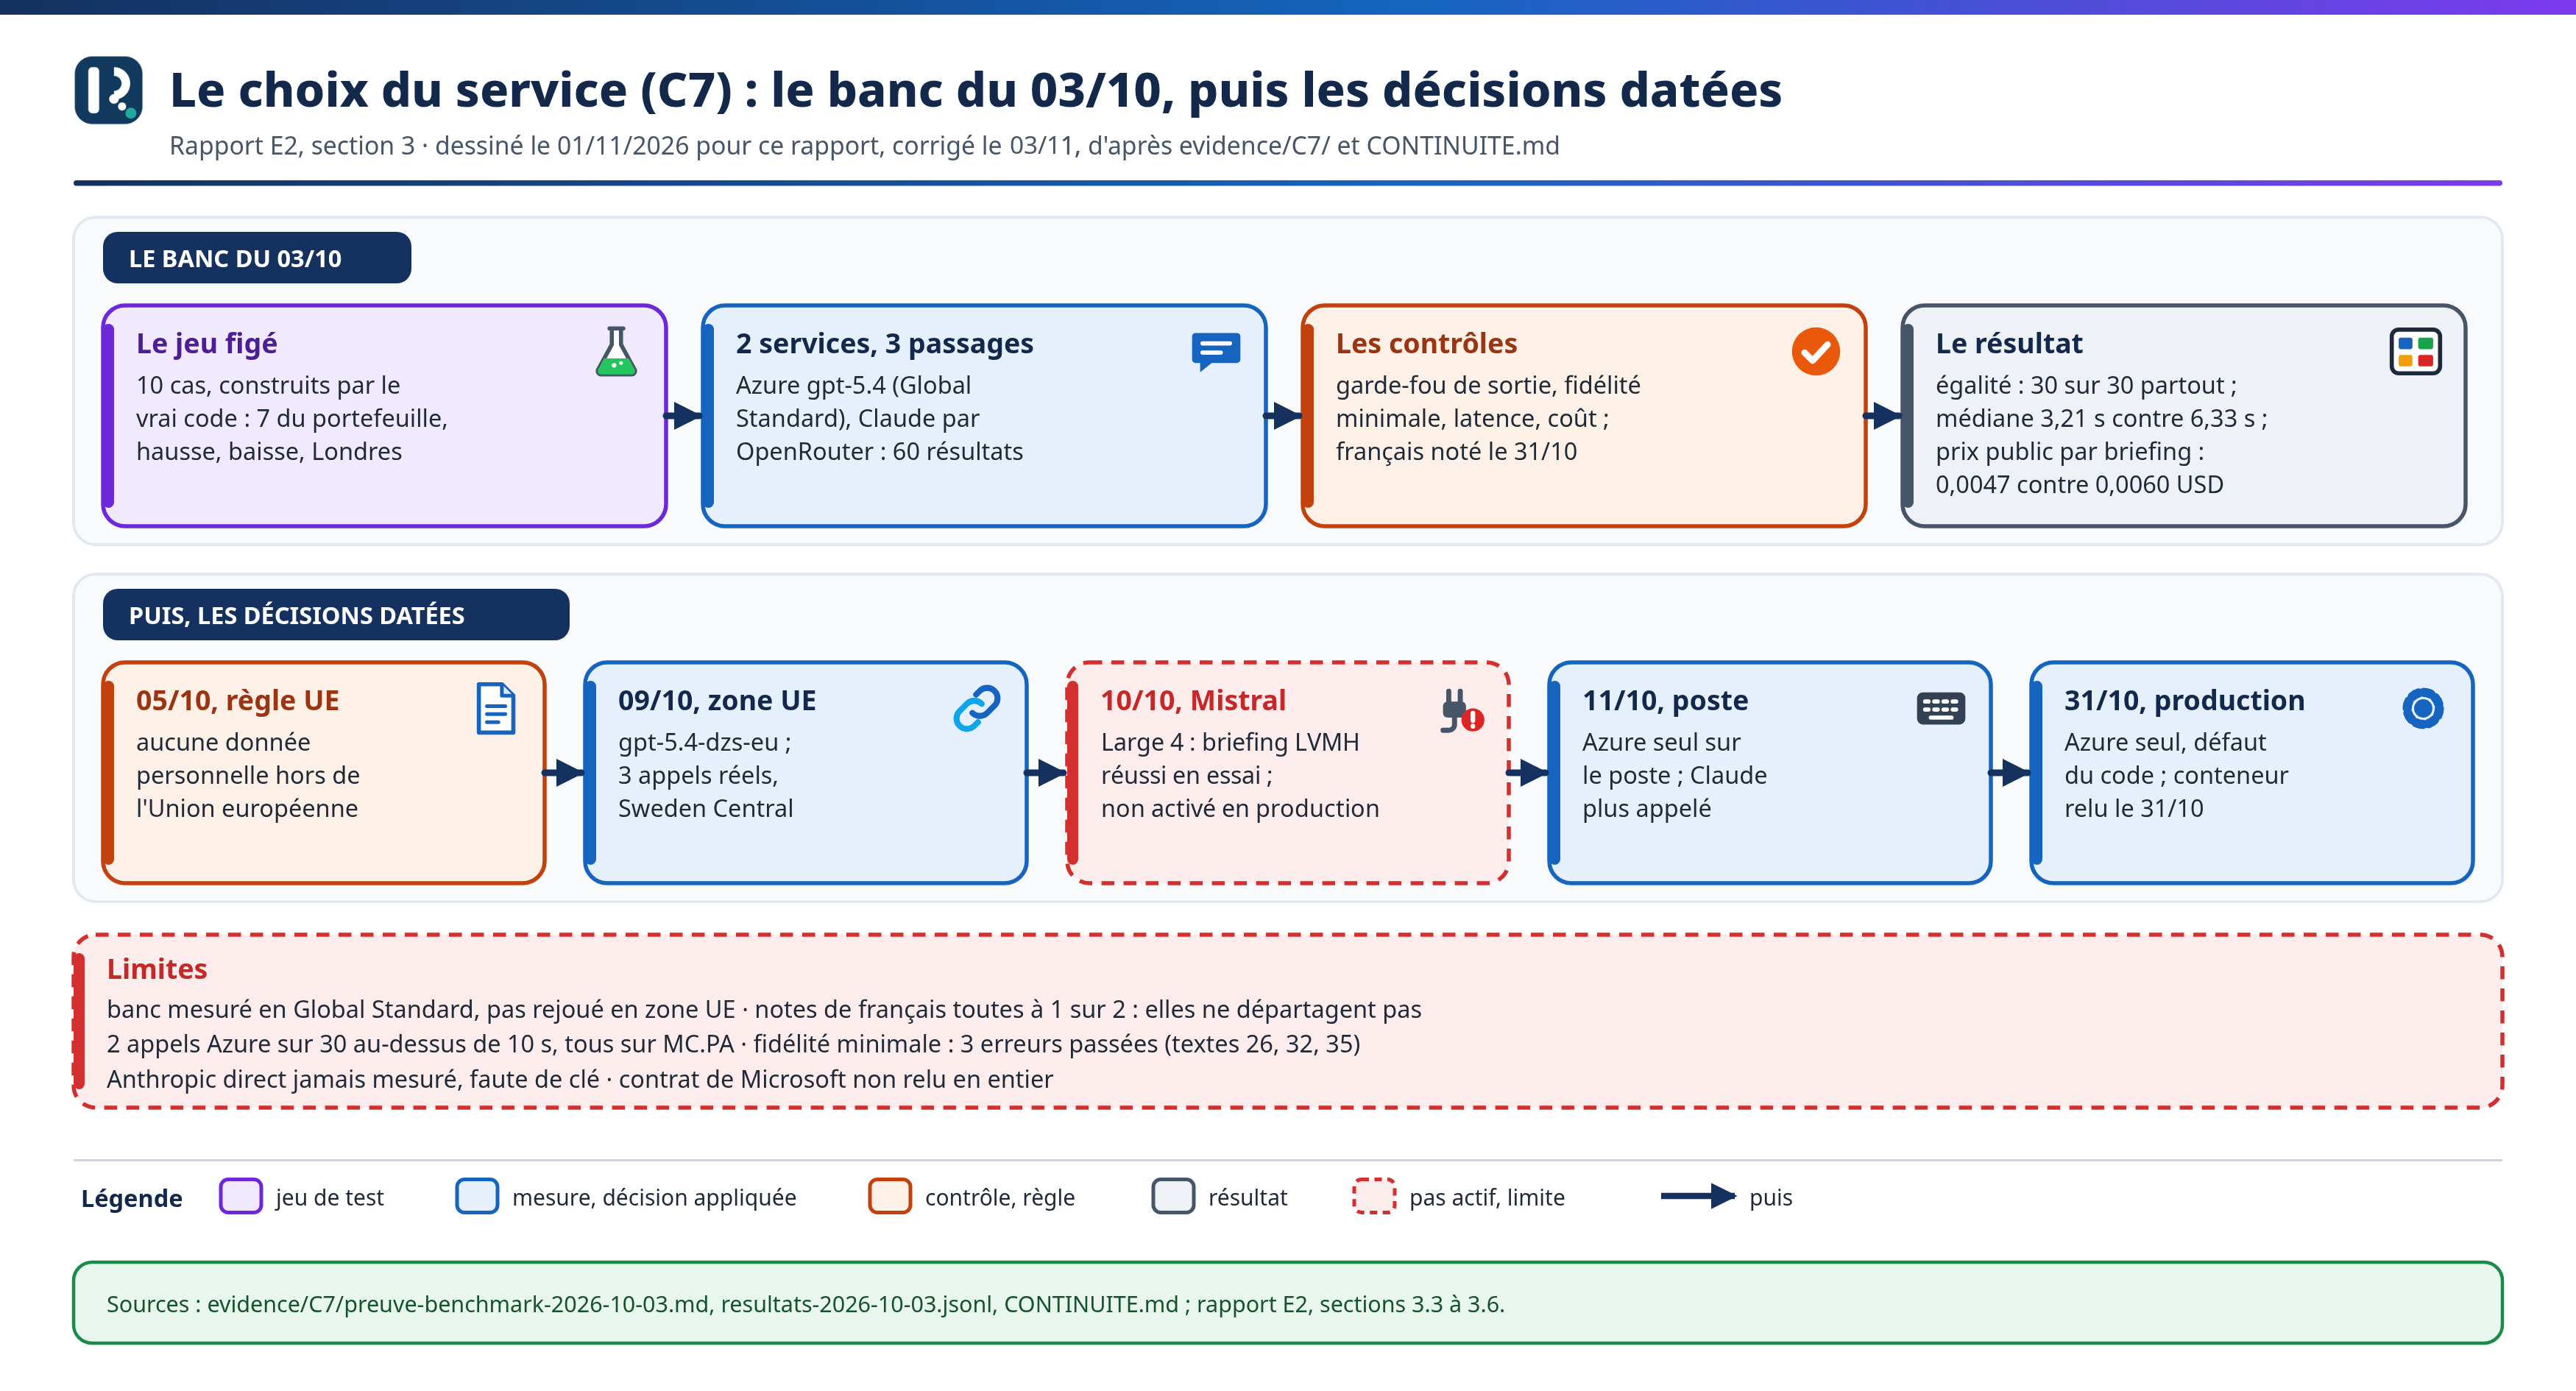 Le choix du service (C7) : le banc du 03/10, puis les décisions datées
Rapport E2, section 3 · dessiné le 01/11/2026 pour ce rapport, corrigé le 03/11, d'après evidence/C7/ et CONTINUITE.md
LE BANC DU 03/10
Le jeu figé
10 cas, construits par le
vrai code : 7 du portefeuille,
hausse, baisse, Londres
2 services, 3 passages
Azure gpt-5.4 (Global
Standard), Claude par
OpenRouter : 60 résultats
Les contrôles
garde-fou de sortie, fidélité
minimale, latence, coût ;
français noté le 31/10
Le résultat
égalité : 30 sur 30 partout ;
médiane 3,21 s contre 6,33 s ;
prix public par briefing :
0,0047 contre 0,0060 USD
PUIS, LES DÉCISIONS DATÉES
05/10, règle UE
aucune donnée
personnelle hors de
l'Union européenne
09/10, zone UE
gpt-5.4-dzs-eu ;
3 appels réels,
Sweden Central
10/10, Mistral
Large 4 : briefing LVMH
réussi en essai ;
non activé en production
11/10, poste
Azure seul sur
le poste ; Claude
plus appelé
31/10, production
Azure seul, défaut
du code ; conteneur
relu le 31/10
Limites
banc mesuré en Global Standard, pas rejoué en zone UE · notes de français toutes à 1 sur 2 : elles ne départagent pas
2 appels Azure sur 30 au-dessus de 10 s, tous sur MC.PA · fidélité minimale : 3 erreurs passées (textes 26, 32, 35)
Anthropic direct jamais mesuré, faute de clé · contrat de Microsoft non relu en entier
Légende
jeu de test
mesure, décision appliquée
contrôle, règle
résultat
pas actif, limite
puis
Sources : evidence/C7/preuve-benchmark-2026-10-03.md, resultats-2026-10-03.jsonl, CONTINUITE.md ; rapport E2, sections 3.3 à 3.6.